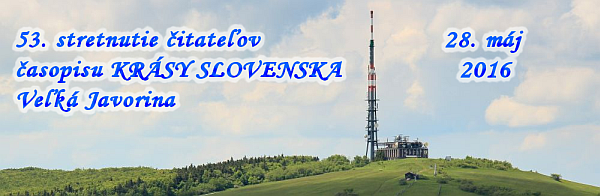 53. stretnutie čitateľov
časopisu KRÁSY SLOVENSKA
Veľká Javorina
28. máj
2016